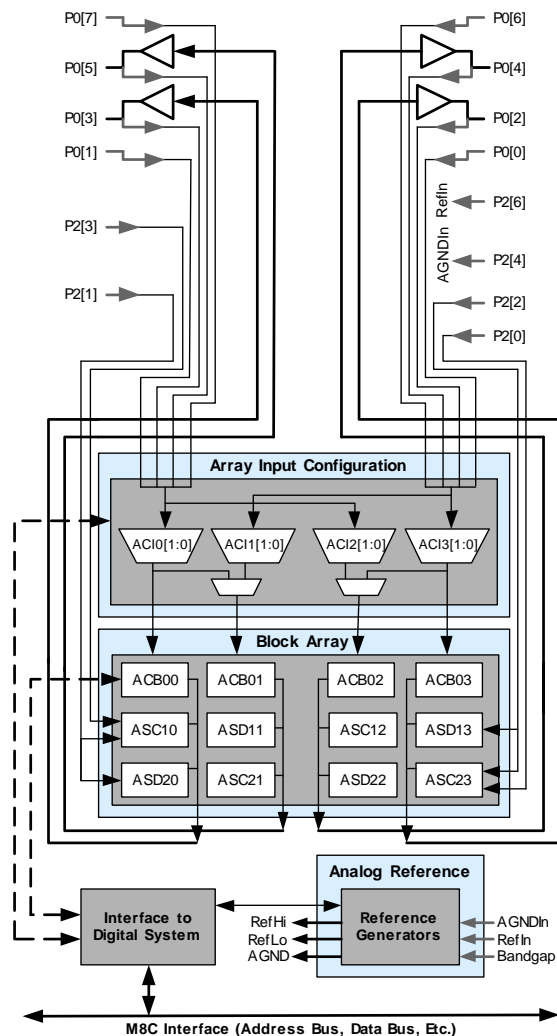 P0[7] P0[6]
P0[5] P0[4]
P0[3] P0[2]
P0[1] P0[0]
P2[6]
RefIn
AGNDIn
P2[3]
P2[4]
P2[1] P2[2]
P2[0]
Array Input Configuration
ACI0[1:0] ACI1[1:0] ACI2[1:0] ACI3[1:0]
Block Array
ACB00 ACB01 ACB02 ACB03
ASC10 ASD11 ASC12 ASD13
ASD20 ASC21 ASD22 ASC23
Analog Reference
Interface to
Digital System
RefHi
RefLo
AGND
Reference
Generators
AGNDIn
RefIn
Bandgap
M8C Interface (Address Bus, Data Bus, Etc.)